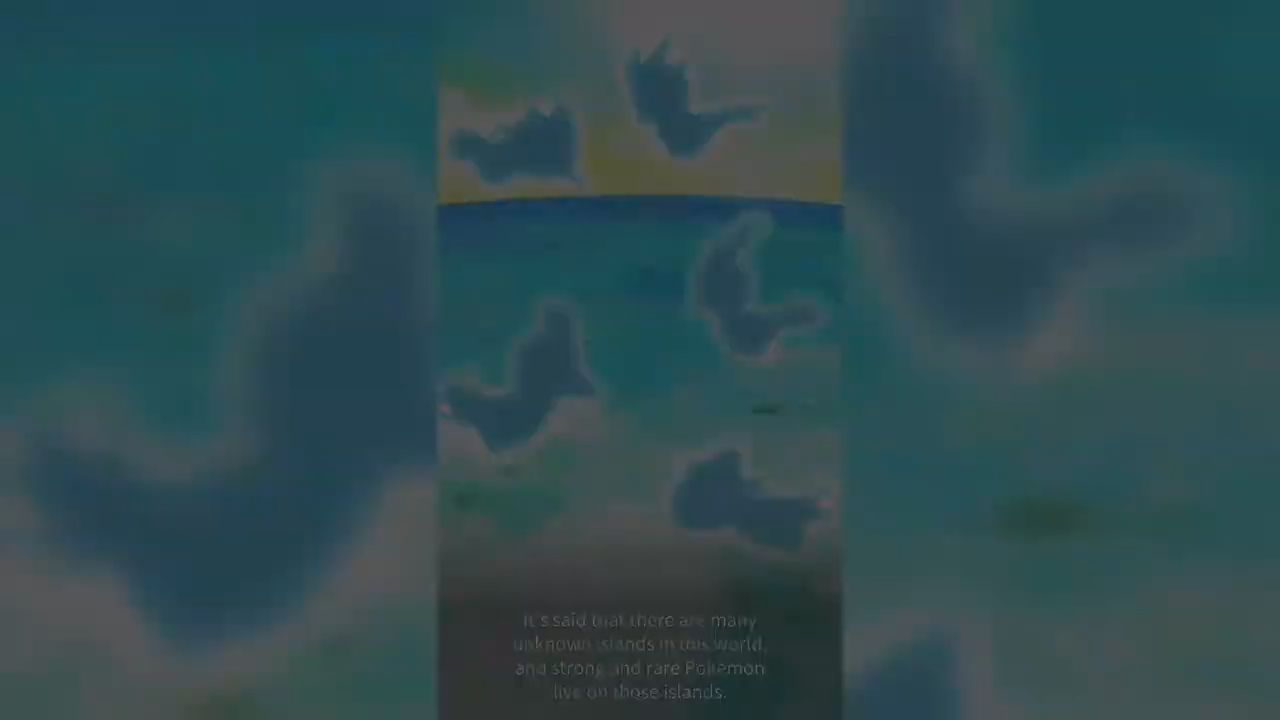 It's said that there are many
unknown islands in this world,
and strong and rare Pokémon
live on those islands.